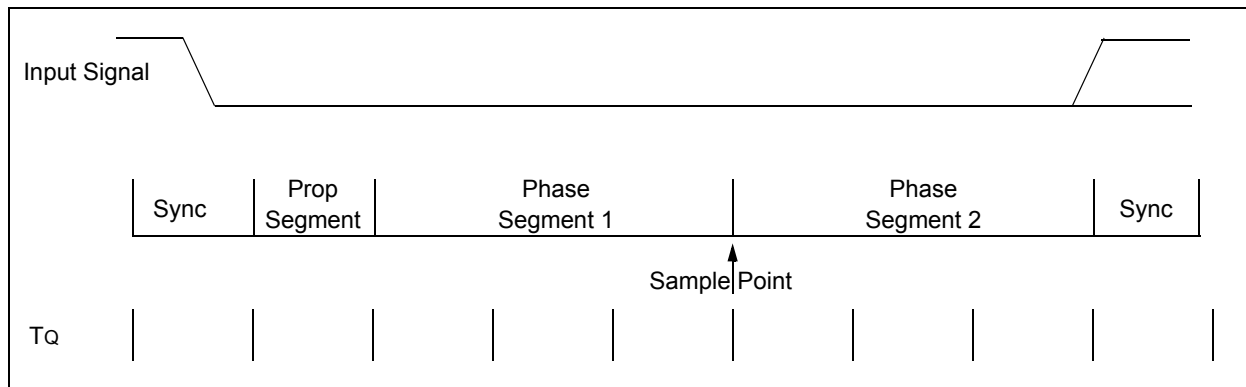 Input Signal
Sync
Prop
Segment
Phase
Segment 1
Phase
Segment 2
Sync
Sample Point
TQ